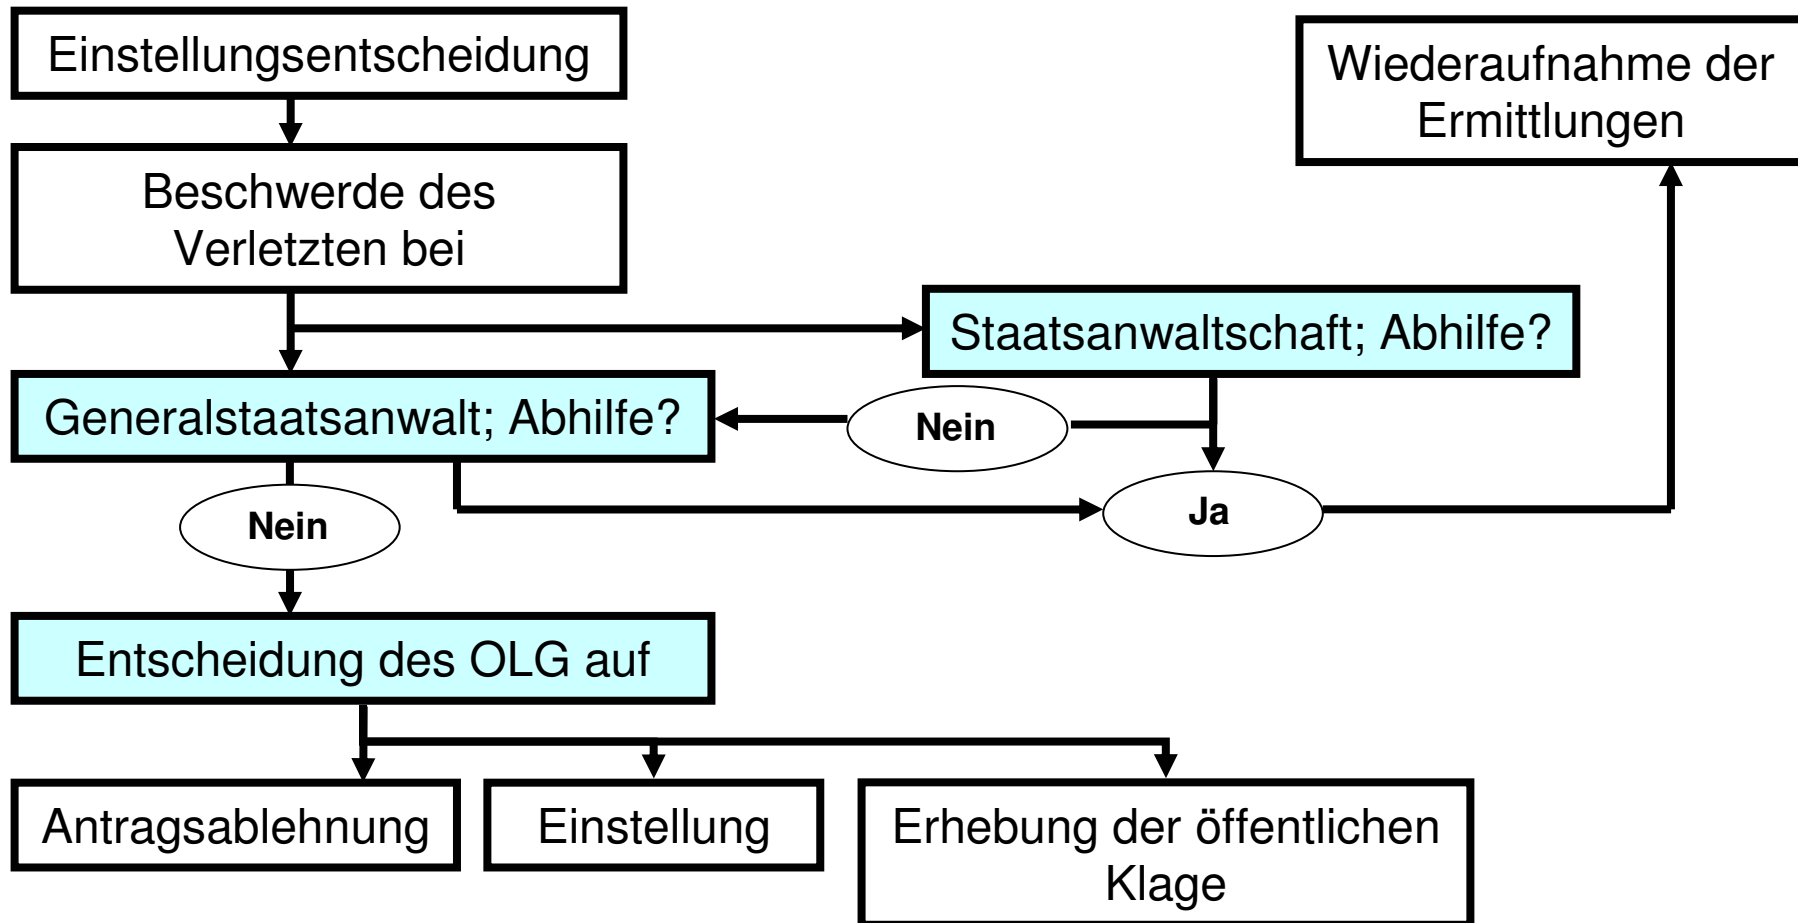 Einstellungsentscheidung
Wiederaufnahme der
Ermittlungen
Beschwerde des
Verletzten bei
Staatsanwaltschaft; Abhilfe?
Generalstaatsanwalt; Abhilfe?
Nein
Ja
Nein
Entscheidung des OLG auf
Antragsablehnung
Einstellung
Erhebung der öffentlichen
Klage